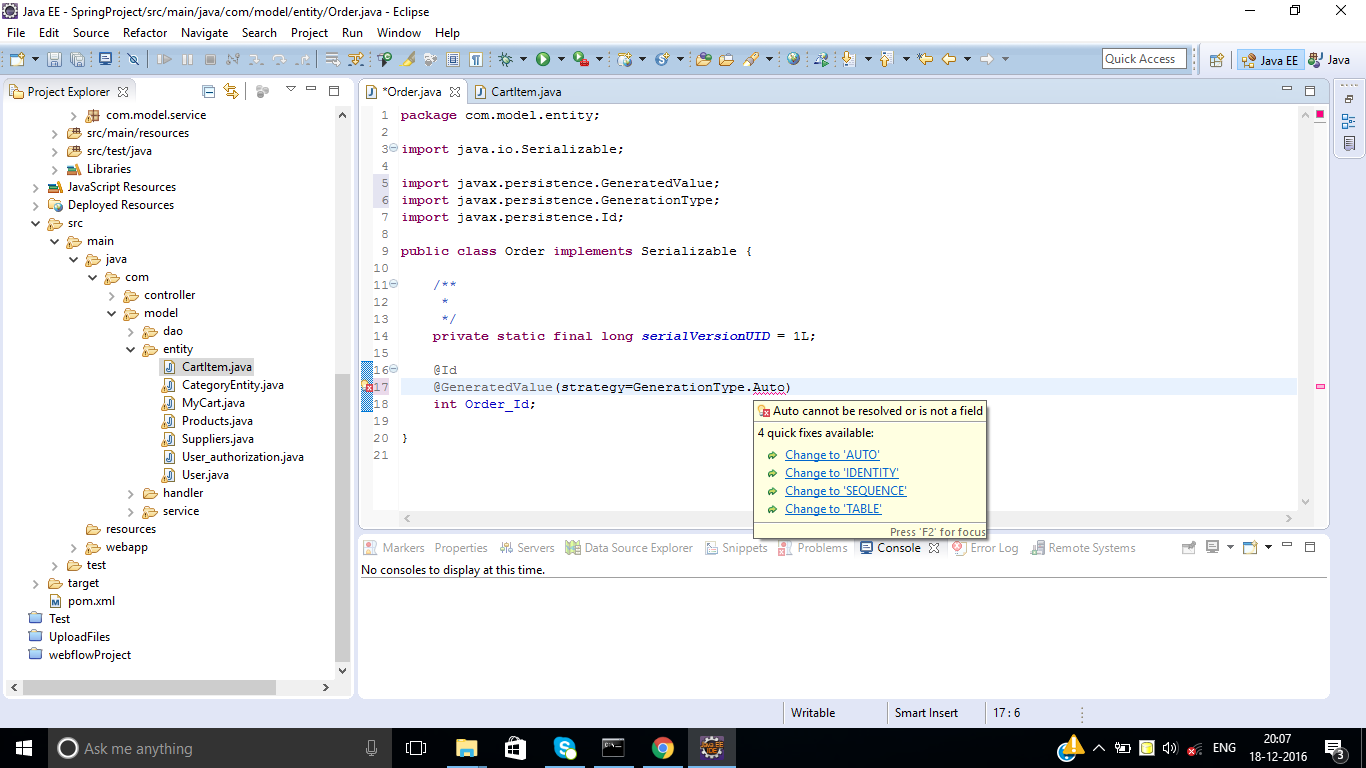 Java EE - SpringProject/src/main/java/com/model/entity/Order.java - Eclipse
File Edit Source Refactor Navigate Search Project Run Window Help
Quick Access
Java EE
Java
Project Explorer
com.model.service
src/main/resources
src/test/java
Libraries
JavaScript Resources
Deployed Resources
src
main
java
com
controller
model
dao
entity
CartItem.java
CategoryEntity.java
MyCart.java
Products.java
Suppliers.java
User_authorization.java
User.java
handler
service
resources
webapp
test
target
pom.xml
Test
UploadFiles
webflowProject
*Order.java
CartItem.java
1 package com.model.entity;
2
3 import java.io.Serializable;
4
5 import javax.persistence.GeneratedValue;
6 import javax.persistence.GenerationType;
7 import javax.persistence.Id;
8
9 public class Order implements Serializable {
10
11 /**
12 *
13 */
14 private static final long serialVersionUID = 1L;
15
16 @Id
17 @GeneratedValue(strategy=GenerationType.Auto)
18 int Order_Id;
19
20 }
21
Auto cannot be resolved or is not a field
4 quick fixes available:
Change to 'AUTO'
Change to 'IDENTITY'
Change to 'SEQUENCE'
Change to 'TABLE'
Press 'F2' for focus
Markers Properties Servers Data Source Explorer Snippets Problems Console Error Log Remote Systems
No consoles to display at this time.
Writable Smart Insert 17 : 6
Ask me anything
ENG
20:07
18-12-2016
3